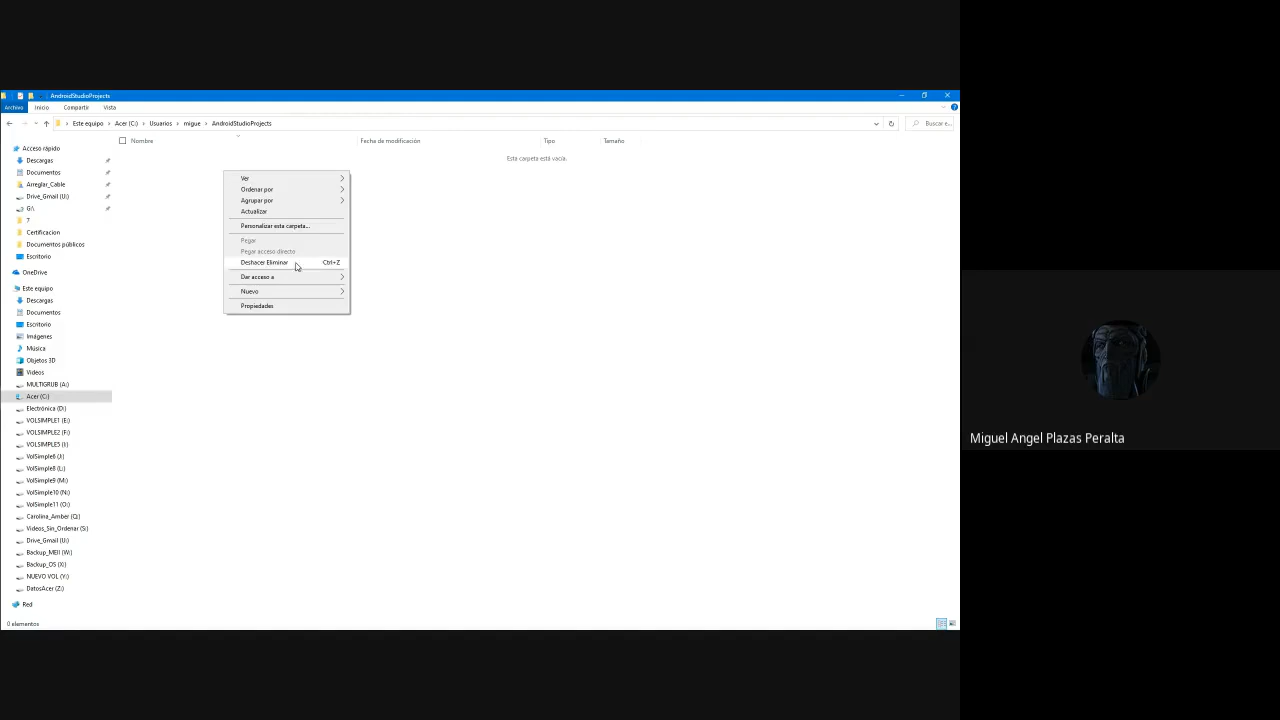 AndroidStudioProjects
Archivo Inicio Compartir Vista
Este equipo > Acer (C:) > Usuarios > migue > AndroidStudioProjects
Buscar e...
Nombre Fecha de modificación Tipo Tamaño
Esta carpeta está vacía.
Acceso rápido
Descargas
Documentos
Arreglar_Cable
Drive_Gmail (U:)
G:\
7
Certificacion
Documentos públicos
Escritorio
OneDrive
Este equipo
Descargas
Documentos
Escritorio
Imágenes
Música
Objetos 3D
Videos
MULTIGRUB (A:)
Acer (C:)
Electrónica (D:)
VOLSIMPLE1 (E:)
VOLSIMPLE2 (F:)
VOLSIMPLE5 (I:)
VolSimple6 (J:)
VolSimple8 (L:)
VolSimple9 (M:)
VolSimple10 (N:)
VolSimple11 (O:)
Carolina_Amber (Q:)
Videos_Sin_Ordenar (S:)
Drive_Gmail (U:)
Backup_MEII (W:)
Backup_OS (X:)
NUEVO VOL (Y:)
DatosAcer (Z:)
Red
Ver
Ordenar por
Agrupar por
Actualizar
Personalizar esta carpeta...
Pegar
Pegar acceso directo
Deshacer Eliminar Ctrl+Z
Dar acceso a
Nuevo
Propiedades
0 elementos
Miguel Angel Plazas Peralta